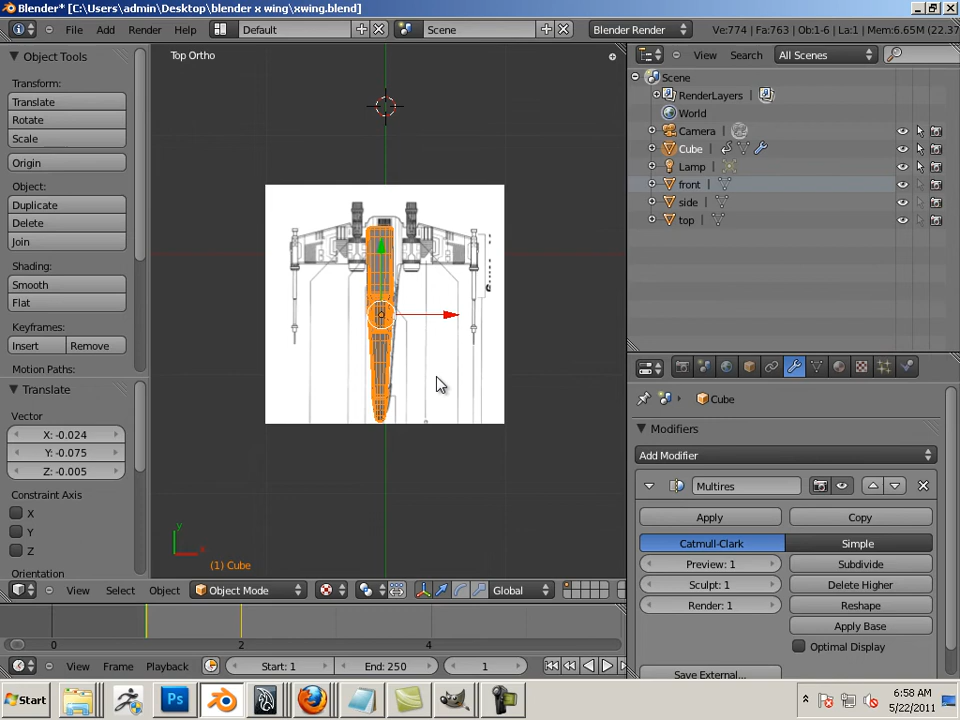 Blender* [C:\Users\admin\Desktop\blender x wing\xwing.blend]
File Add Render Help Default Scene Blender Render Ve:774 | Fa:763 | Ob:1-6 | La:1 | Mem:6.65M (22.37
Object Tools
Transform:
Translate
Rotate
Scale
Origin
Object:
Duplicate
Delete
Join
Shading:
Smooth
Flat
Keyframes:
Insert Remove
Motion Paths:
Translate
Vector
X: -0.024
Y: -0.075
Z: -0.005
Constraint Axis
X
Y
Z
Orientation
Top Ortho
y
x
(1) Cube
View Select Object Object Mode Global
0 2 4
View Frame Playback Start: 1 End: 250 1
View Search All Scenes
Scene
RenderLayers |
World
Camera |
Cube |
Lamp |
front |
side |
top |
Cube
Modifiers
Add Modifier
Multires
Apply Copy
Catmull-Clark Simple
Preview: 1 Subdivide
Sculpt: 1 Delete Higher
Render: 1 Reshape
Apply Base
Optimal Display
Save External...
Start Ps 6:58 AM
5/22/2011